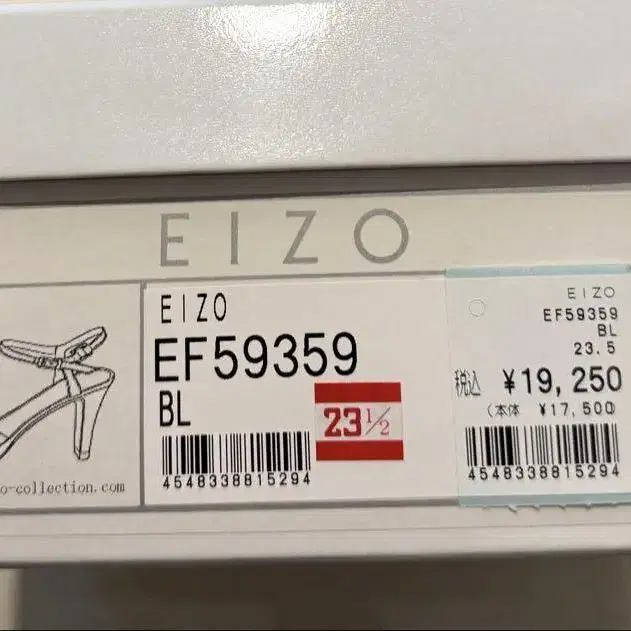 EIZO
EIZO
EF59359
BL
23 1/2
4548338815294
o-collection.com
EIZO
EF59359
BL
23.5
税込 ¥19,250
(本体 ¥17,500)
4548338815294